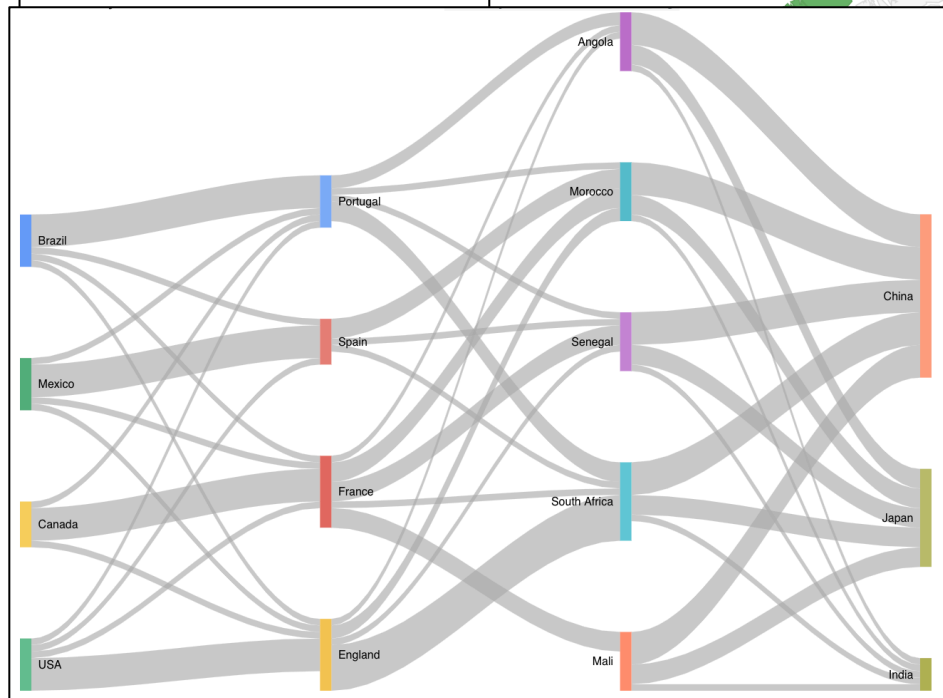 Angola
Portugal
Morocco
Brazil
China
Spain
Senegal
Mexico
France
South Africa
Canada
Japan
England
Mali
USA
India